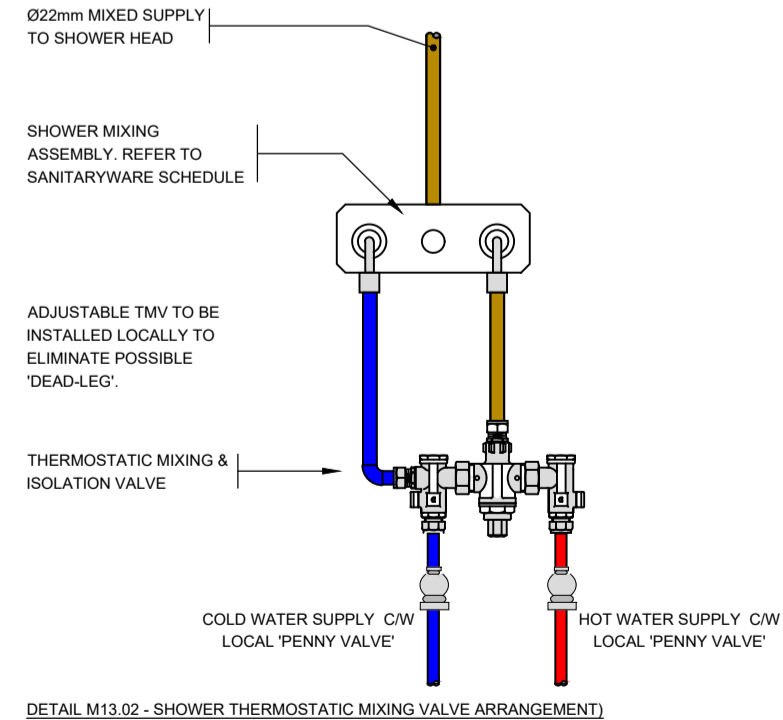 Ø22mm MIXED SUPPLY
TO SHOWER HEAD
SHOWER MIXING
ASSEMBLY. REFER TO
SANITARYWARE SCHEDULE
ADJUSTABLE TMV TO BE
INSTALLED LOCALLY TO
ELIMINATE POSSIBLE
'DEAD-LEG'.
THERMOSTATIC MIXING &
ISOLATION VALVE
COLD WATER SUPPLY C/W
LOCAL 'PENNY VALVE'
HOT WATER SUPPLY C/W
LOCAL 'PENNY VALVE'
DETAIL M13.02 - SHOWER THERMOSTATIC MIXING VALVE ARRANGEMENT)